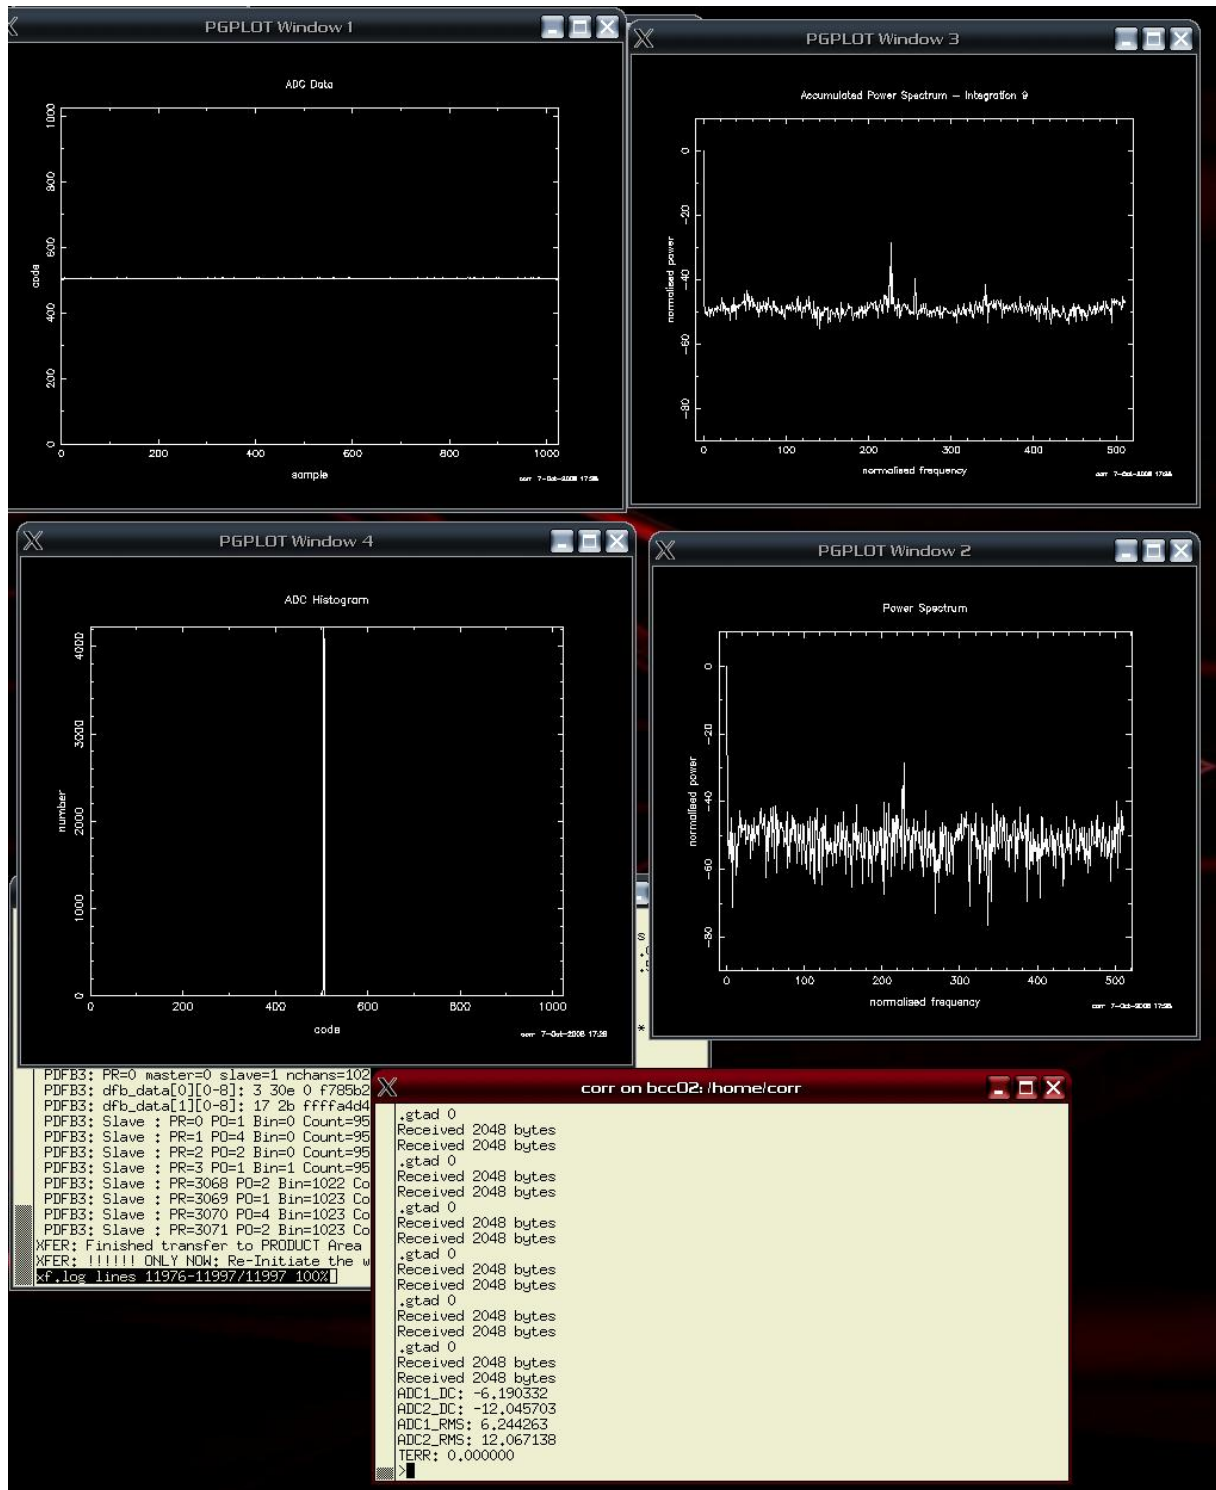 PGPLOT Window 1
ADC Data
1000
800
600
400
200
0
code
0 200 400 600 800 1000
sample
PGPLOT Window 3
Accumulated Power Spectrum – Integration
0
-20
-40
-60
-80
normalised power
0 100 200 300 400 500
normalised frequency
PGPLOT Window 4
ADC Histogram
4000
3000
2000
1000
0
number
0 200 400 600 800 1000
code
corr 7-Oct-2008 17:28
PGPLOT Window 2
Power Spectrum
0
-20
-40
-60
-80
normalised power
0 100 200 300 400 500
normalised frequency
PDFB3: PR=0 master=0 slave=1 nchans=102
PDFB3: dfb_data[0][0-8]: 3 30e 0 f785b2
PDFB3: dfb_data[1][0-8]: 17 2b ffffa4d4
PDFB3: Slave : PR=0 PO=1 Bin=0 Count=95
PDFB3: Slave : PR=1 PO=4 Bin=0 Count=95
PDFB3: Slave : PR=2 PO=2 Bin=0 Count=95
PDFB3: Slave : PR=3 PO=1 Bin=1 Count=95
PDFB3: Slave : PR=3068 PO=2 Bin=1022 Co
PDFB3: Slave : PR=3069 PO=1 Bin=1023 Co
PDFB3: Slave : PR=3070 PO=4 Bin=1023 Co
PDFB3: Slave : PR=3071 PO=2 Bin=1023 Co
XFER: Finished transfer to PRODUCT Area
XFER: !!!!!! ONLY NOW: Re-Initiate the w
xf.log lines 11976-11997/11997 100%
corr on bcc02: /home/corr
.gtad 0
Received 2048 bytes
Received 2048 bytes
.gtad 0
Received 2048 bytes
Received 2048 bytes
.gtad 0
Received 2048 bytes
Received 2048 bytes
.gtad 0
Received 2048 bytes
Received 2048 bytes
.gtad 0
Received 2048 bytes
Received 2048 bytes
.gtad 0
Received 2048 bytes
Received 2048 bytes
ADC1_DC: -6.190332
ADC2_DC: -12.045703
ADC1_RMS: 6.244263
ADC2_RMS: 12.067138
TERR: 0.000000
>